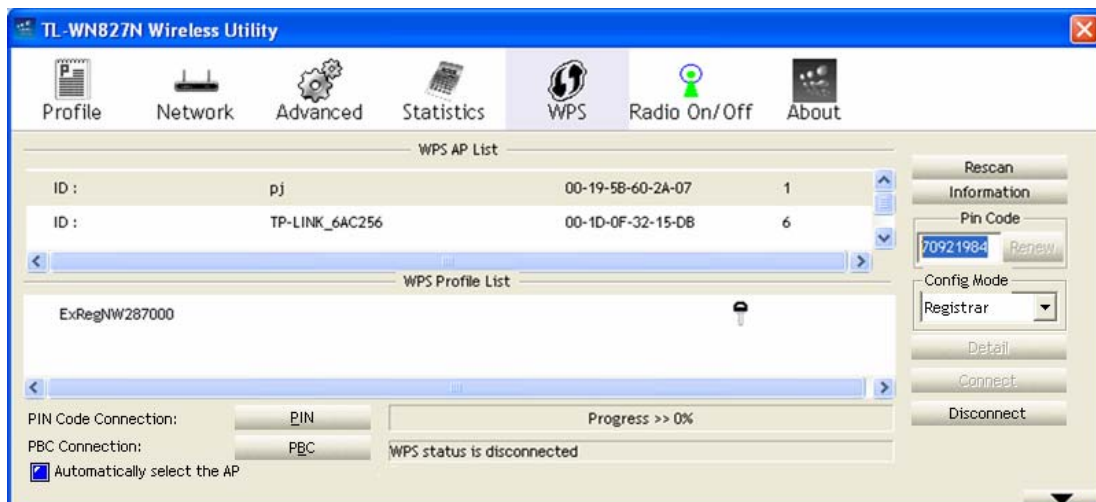 TL-WN827N Wireless Utility
Profile Network Advanced Statistics WPS Radio On/Off About
WPS AP List
ID : pj 00-19-5B-60-2A-07 1
ID : TP-LINK_6AC256 00-1D-0F-32-15-DB 6
Rescan
Information
Pin Code
70921984 Renew
WPS Profile List
ExRegNW287000
Config Mode
Registrar
Detail
Connect
Disconnect
PIN Code Connection: PIN Progress >> 0%
PBC Connection: PBC WPS status is disconnected
Automatically select the AP